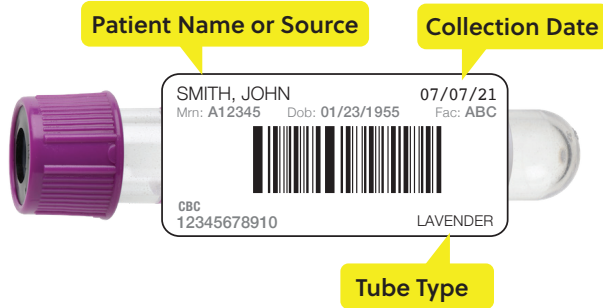 Patient Name or Source
Collection Date
SMITH, JOHN 07/07/21
Mrn: A12345 Dob: 01/23/1955 Fac: ABC
CBC
12345678910 LAVENDER
Tube Type